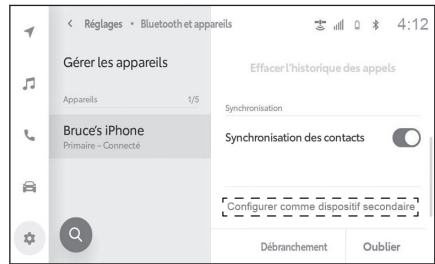 < Réglages • Bluetooth et appareils 4:12
Gérer les appareils
Appareils 1/5
Bruce's iPhone
Primaire – Connecté
Effacer l'historique des appels
Synchronisation
Synchronisation des contacts
Configurer comme dispositif secondaire
Débranchement Oublier